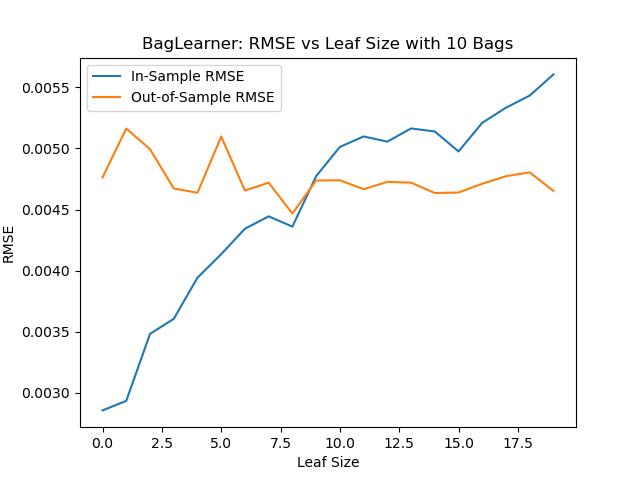 BagLearner: RMSE vs Leaf Size with 10 Bags
In-Sample RMSE
Out-of-Sample RMSE
0.0055
0.0050
0.0045
0.0040
0.0035
0.0030
RMSE
0.0 2.5 5.0 7.5 10.0 12.5 15.0 17.5
Leaf Size